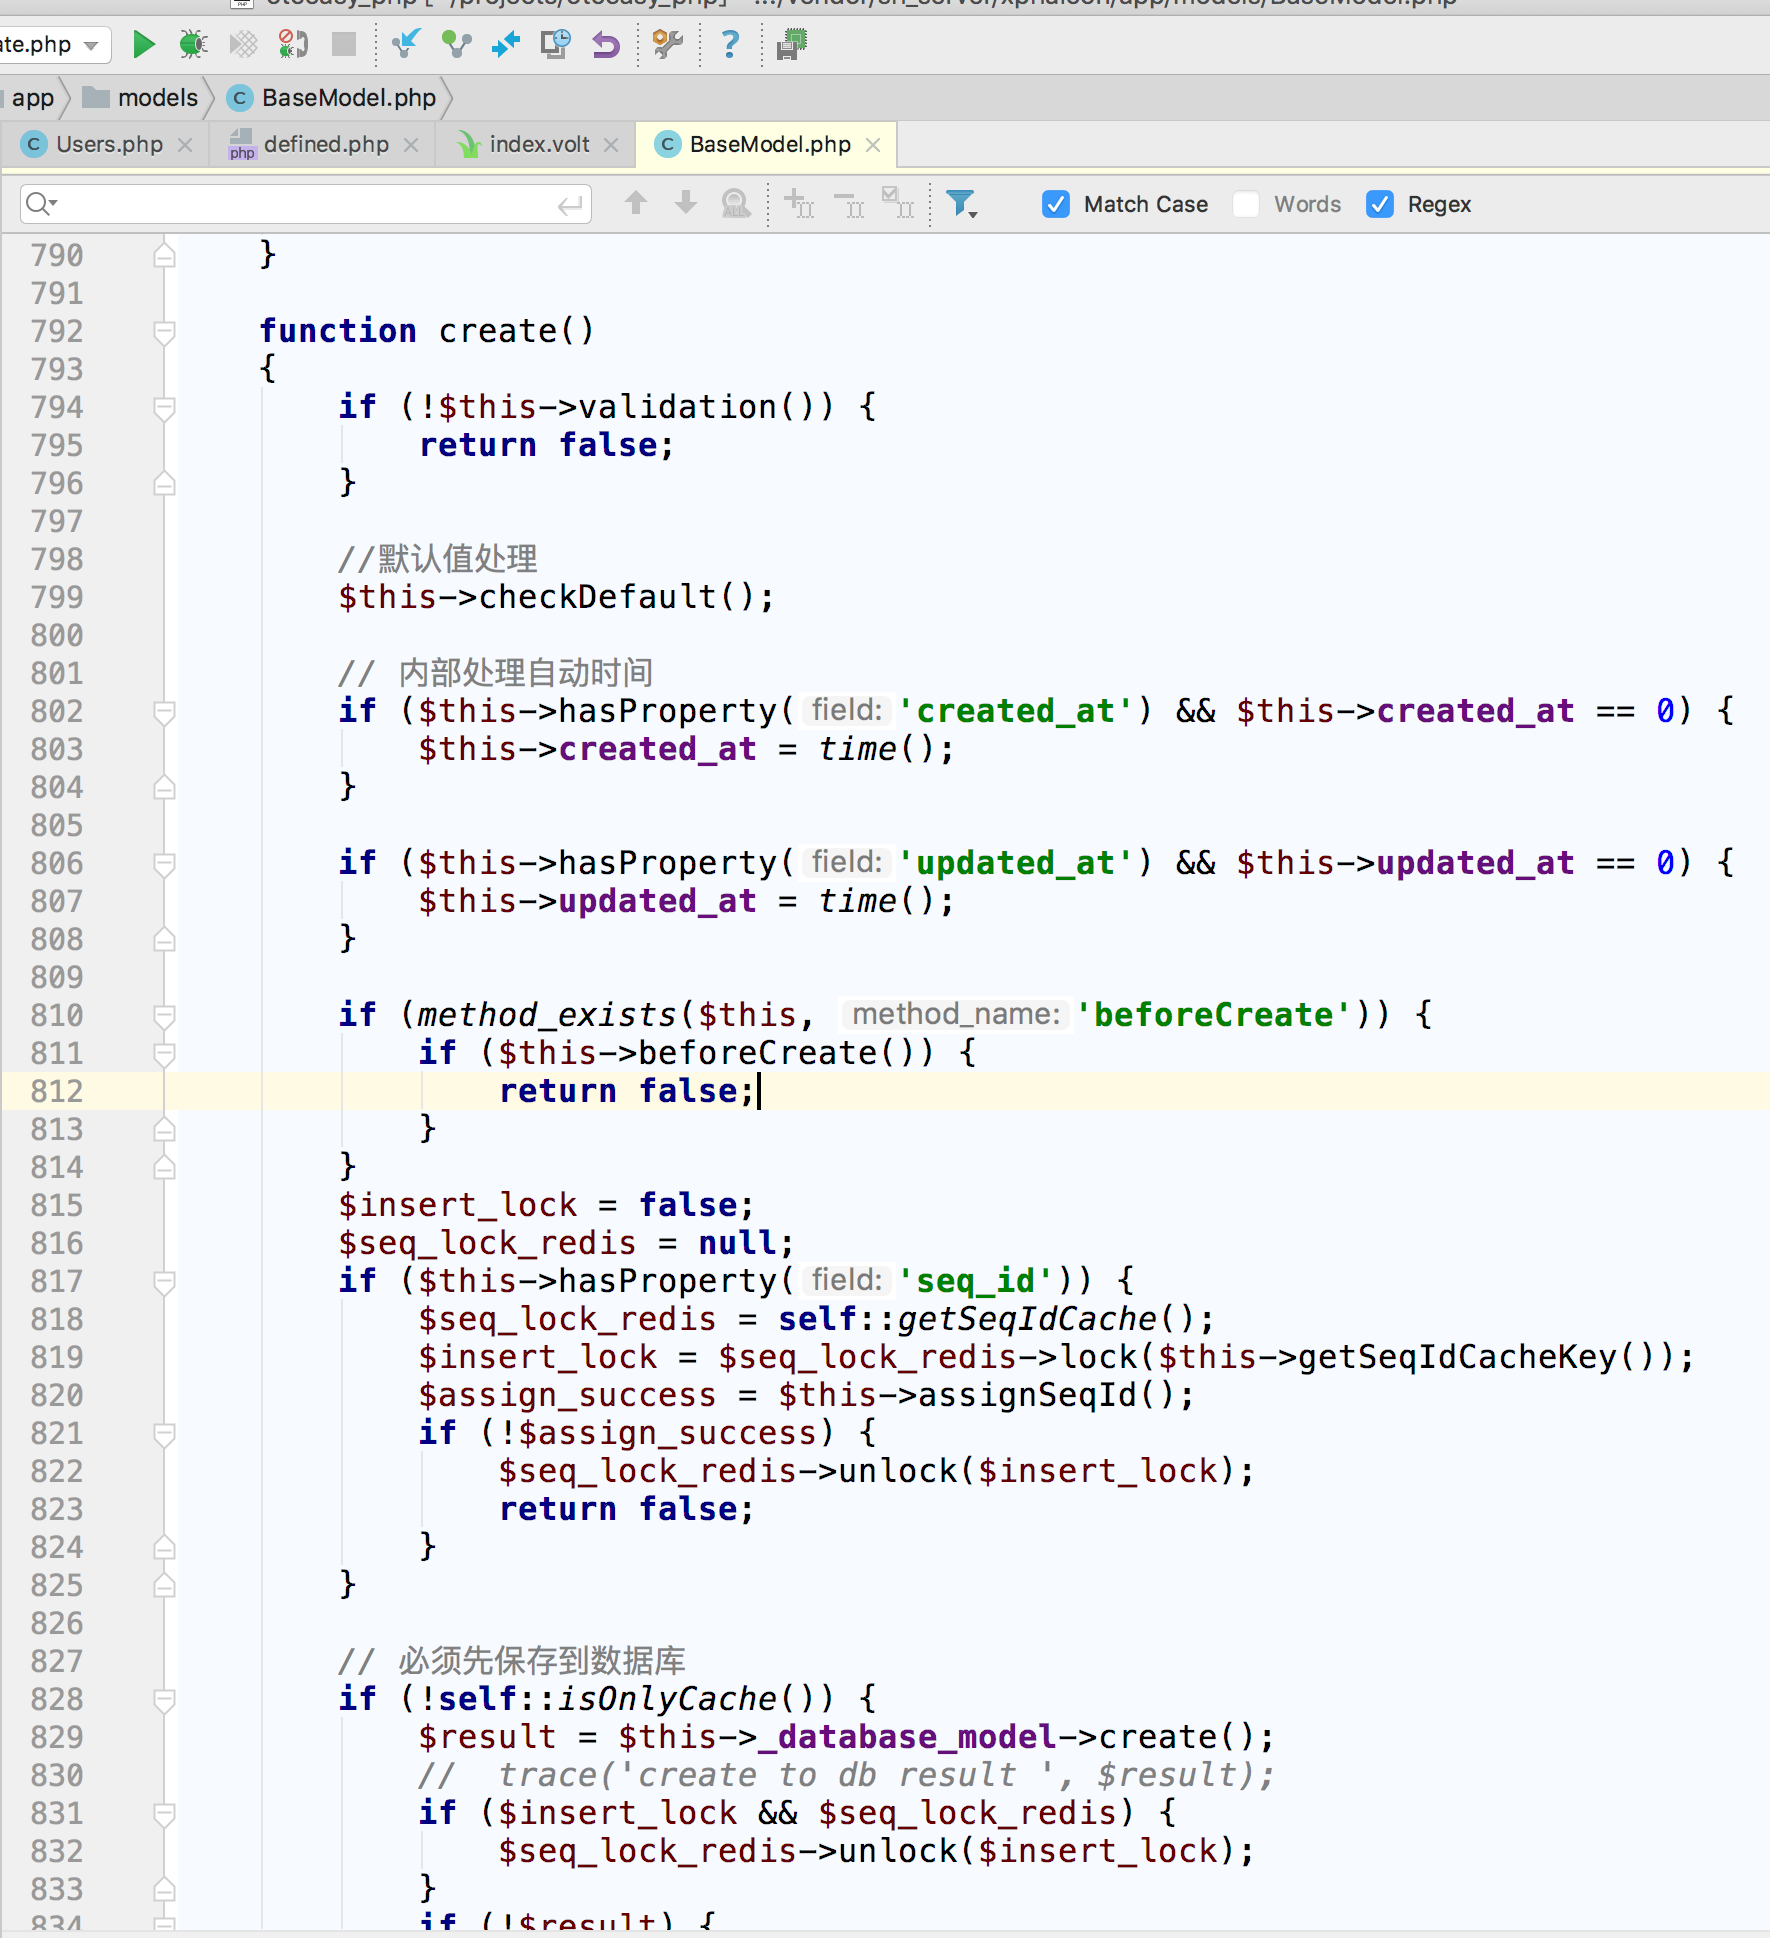 ate.php
app models C BaseModel.php
C Users.php php defined.php index.volt C BaseModel.php
Match Case Words Regex
790 }
791
792 function create()
793 {
794 if (!$this->validation()) {
795 return false;
796 }
797
798 //默认值处理
799 $this->checkDefault();
800
801 // 内部处理自动时间
802 if ($this->hasProperty( field: 'created_at') && $this->created_at == 0) {
803 $this->created_at = time();
804 }
805
806 if ($this->hasProperty( field: 'updated_at') && $this->updated_at == 0) {
807 $this->updated_at = time();
808 }
809
810 if (method_exists($this, method_name: 'beforeCreate')) {
811 if ($this->beforeCreate()) {
812 return false;
813 }
814 }
815 $insert_lock = false;
816 $seq_lock_redis = null;
817 if ($this->hasProperty( field: 'seq_id')) {
818 $seq_lock_redis = self::getSeqIdCache();
819 $insert_lock = $seq_lock_redis->lock($this->getSeqIdCacheKey());
820 $assign_success = $this->assignSeqId();
821 if (!$assign_success) {
822 $seq_lock_redis->unlock($insert_lock);
823 return false;
824 }
825 }
826
827 // 必须先保存到数据库
828 if (!self::isOnlyCache()) {
829 $result = $this->_database_model->create();
830 // trace('create to db result ', $result);
831 if ($insert_lock && $seq_lock_redis) {
832 $seq_lock_redis->unlock($insert_lock);
833 }
834 if (!$result) {